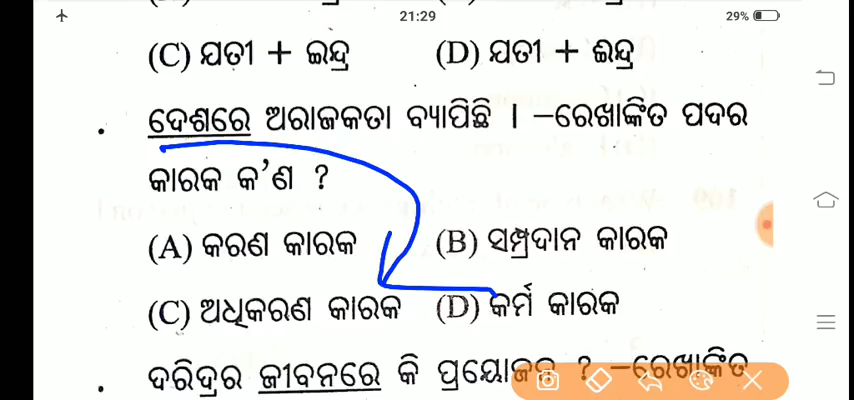 21:29 29%
(C) ଯତୀ + ଇନ୍ଦ୍ର (D) ଯତୀ + ଈନ୍ଦ୍ର
. ଦେଶରେ ଅରାଜକତା ବ୍ୟାପିଛି । –ରେଖାଙ୍କିତ ପଦର
କାରକ କ'ଣ ?
(A) କରଣ କାରକ (B) ସମ୍ପ୍ରଦାନ କାରକ
(C) ଅଧିକରଣ କାରକ (D) କର୍ମ କାରକ
. ଦରିଦ୍ରର ଜୀବନରେ କି ପ୍ରୟୋଜନ ? –ରେଖାଙ୍କିତ